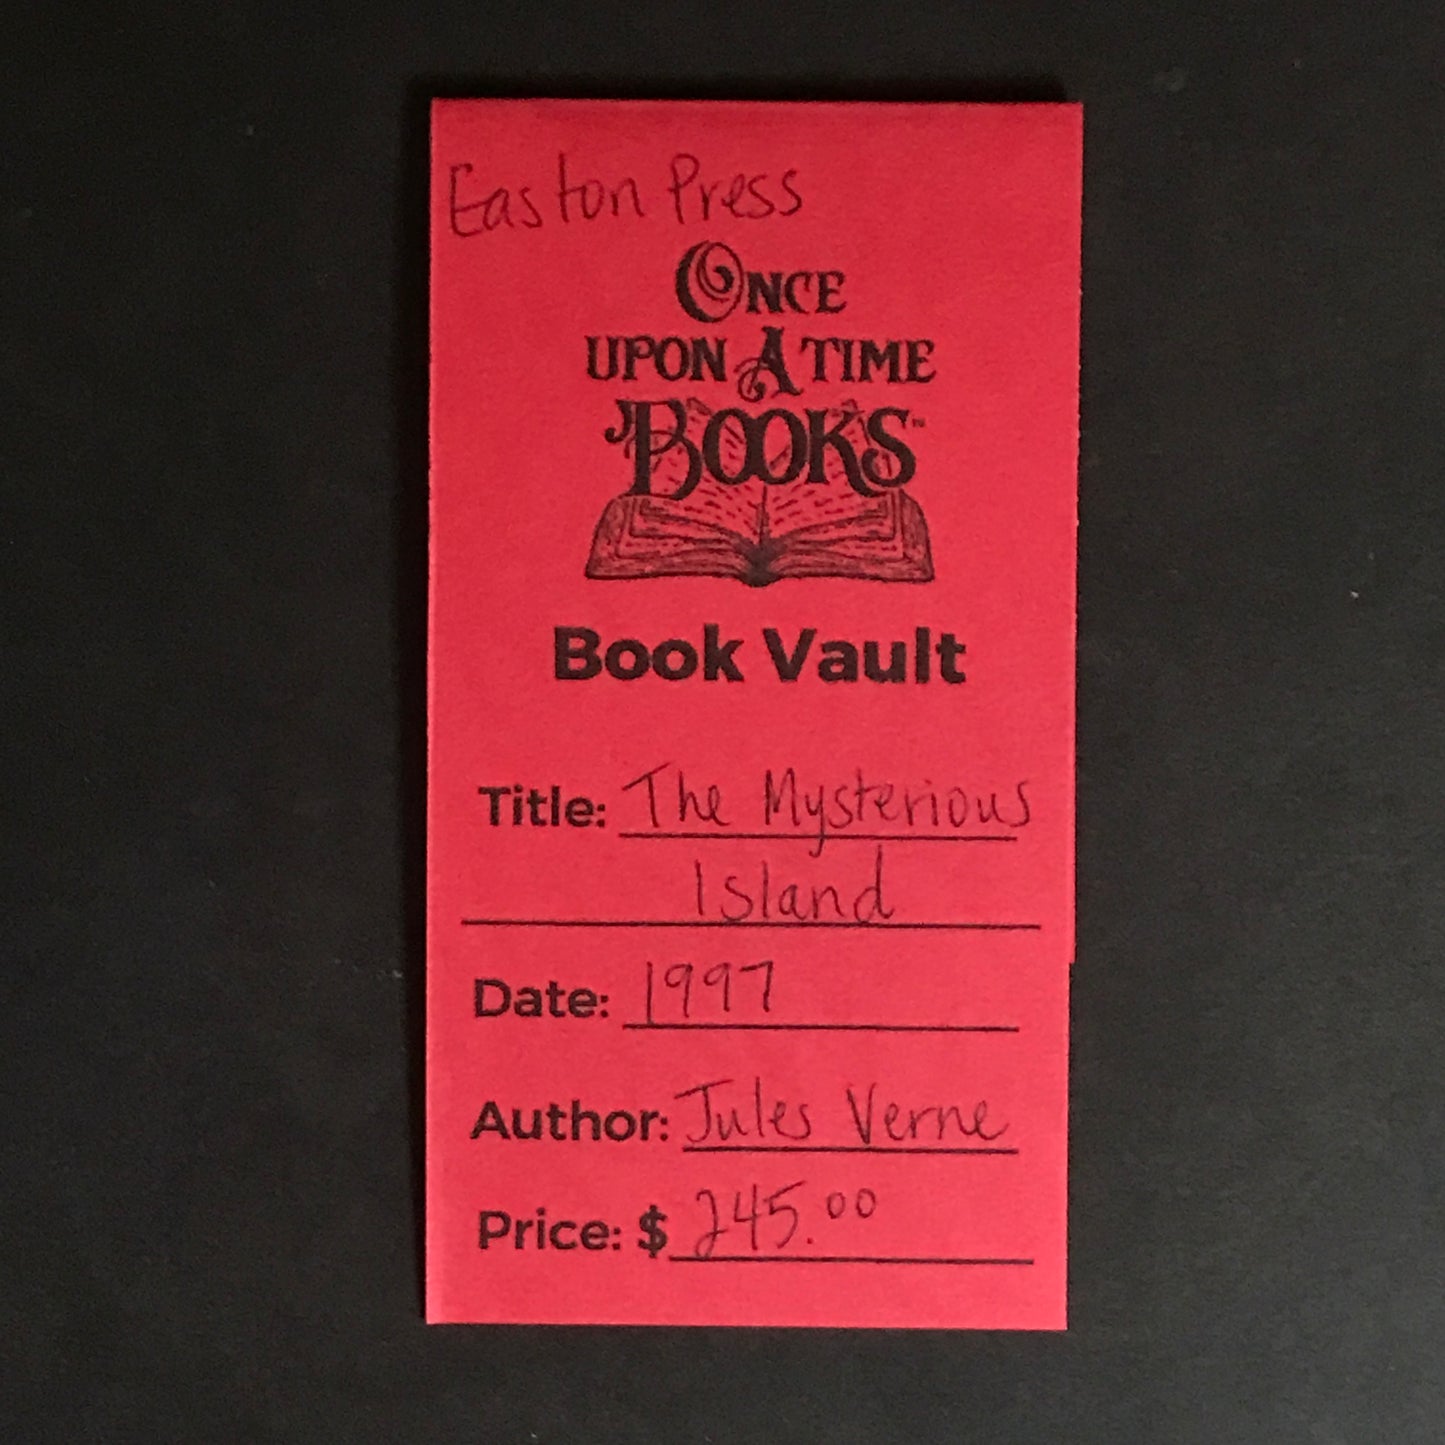 Easton Press
ONCE
UPON A TIME
BOOKS™
Book Vault
Title: The Mysterious
Island
Date: 1997
Author: Jules Verne
Price: $ 245.00